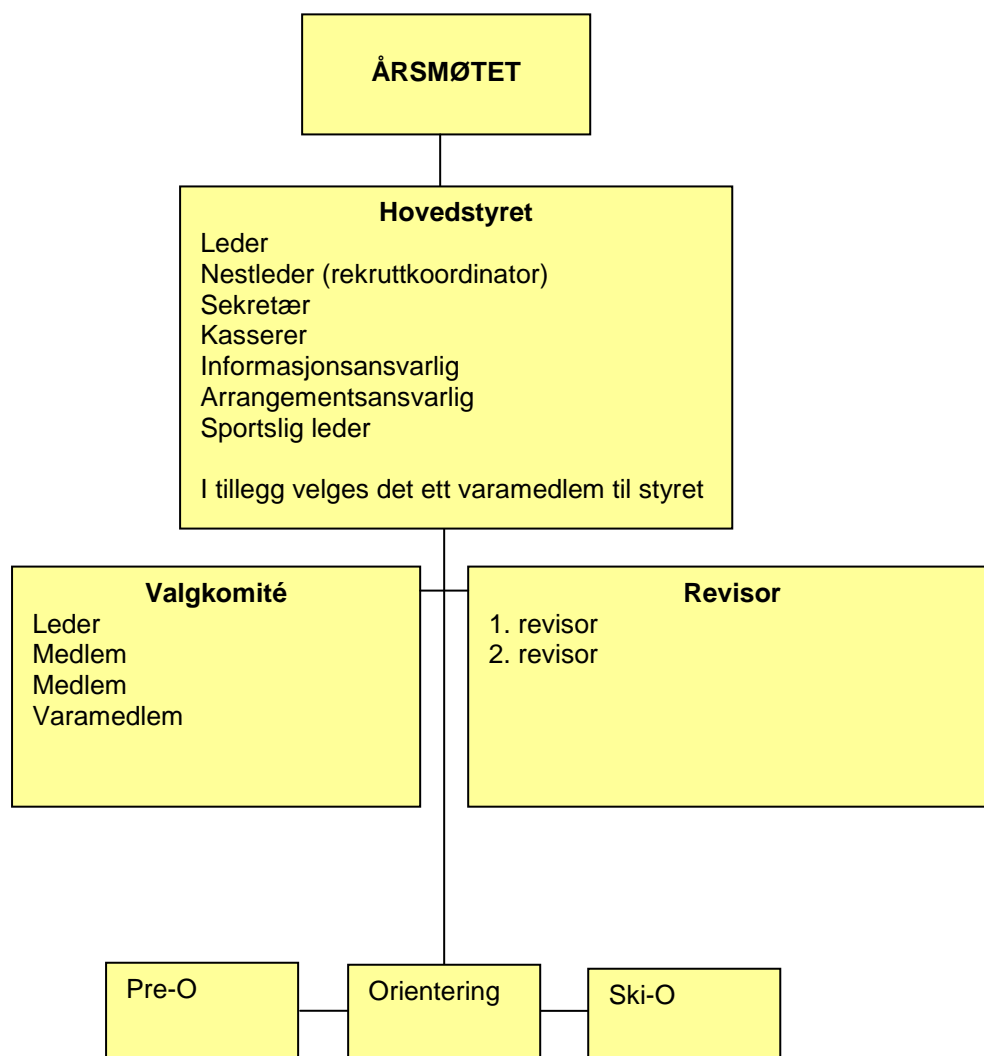 ÅRSMØTET
Hovedstyret
Leder
Nestleder (rekruttkoordinator)
Sekretær
Kasserer
Informasjonsansvarlig
Arrangementsansvarlig
Sportslig leder
I tillegg velges det ett varamedlem til styret
Valgkomité
Leder
Medlem
Medlem
Varamedlem
Revisor
1. revisor
2. revisor
Pre-O
Orientering
Ski-O